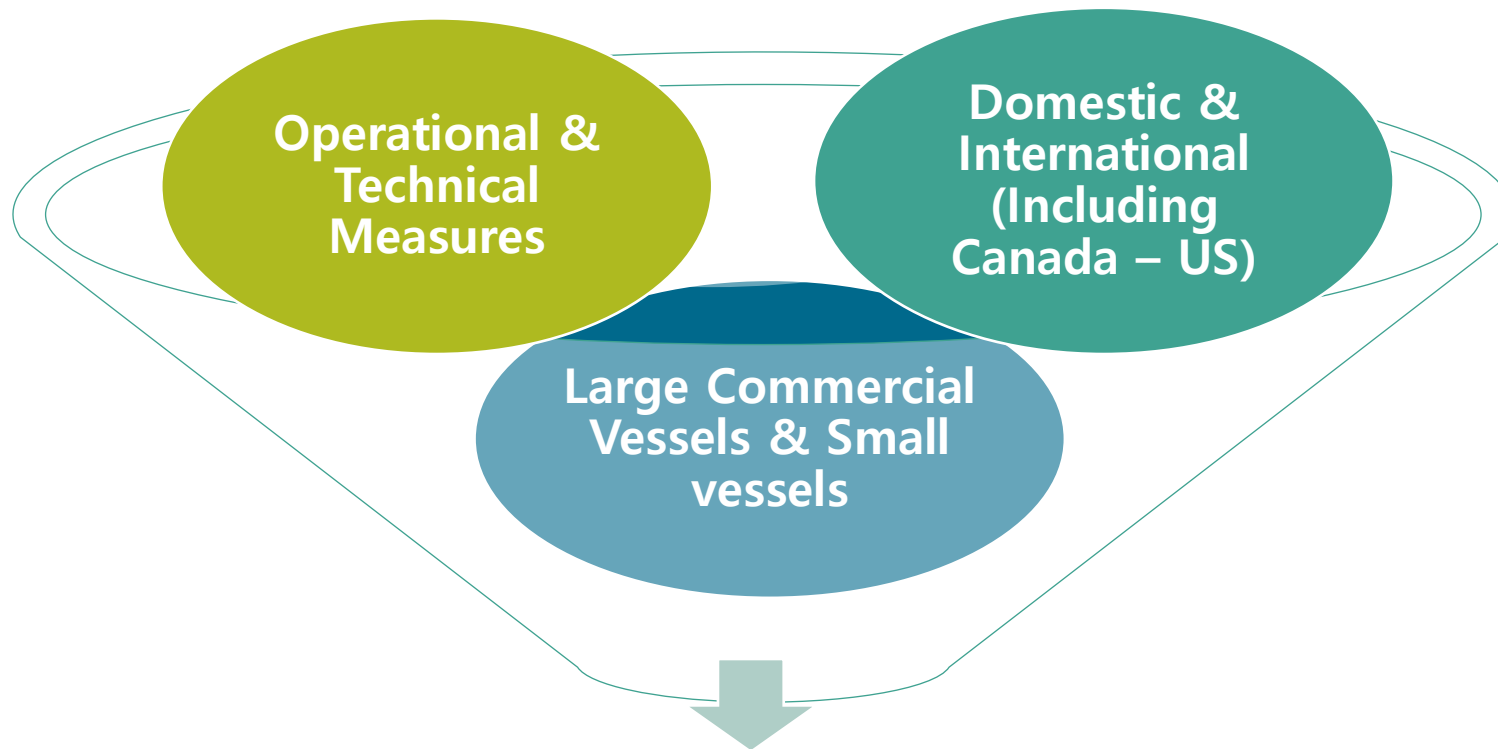 Operational &
Technical
Measures
Domestic &
International
(Including
Canada – US)
Large Commercial
Vessels & Small
vessels